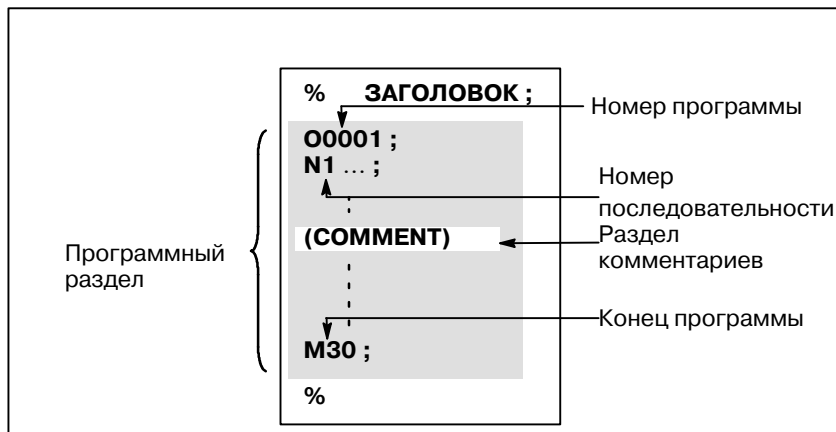 % ЗАГОЛОВОК ;
Номер программы
O0001 ;
N1 ... ;
Номер
последовательности
(COMMENT)
Раздел
комментариев
Программный
раздел
Конец программы
M30 ;
%